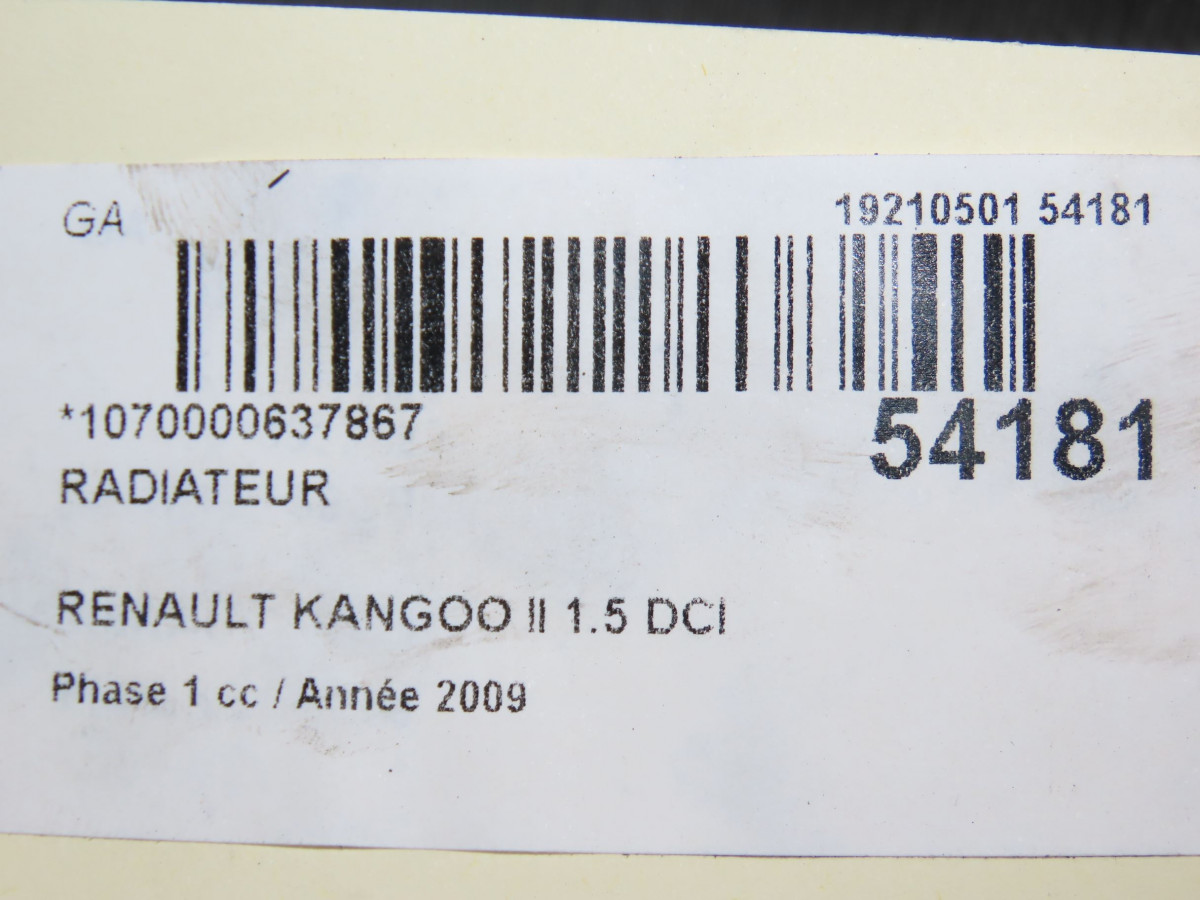 GA
19210501 54181
*1070000637867
54181
RADIATEUR
RENAULT KANGOO II 1.5 DCI
Phase 1 cc / Année 2009